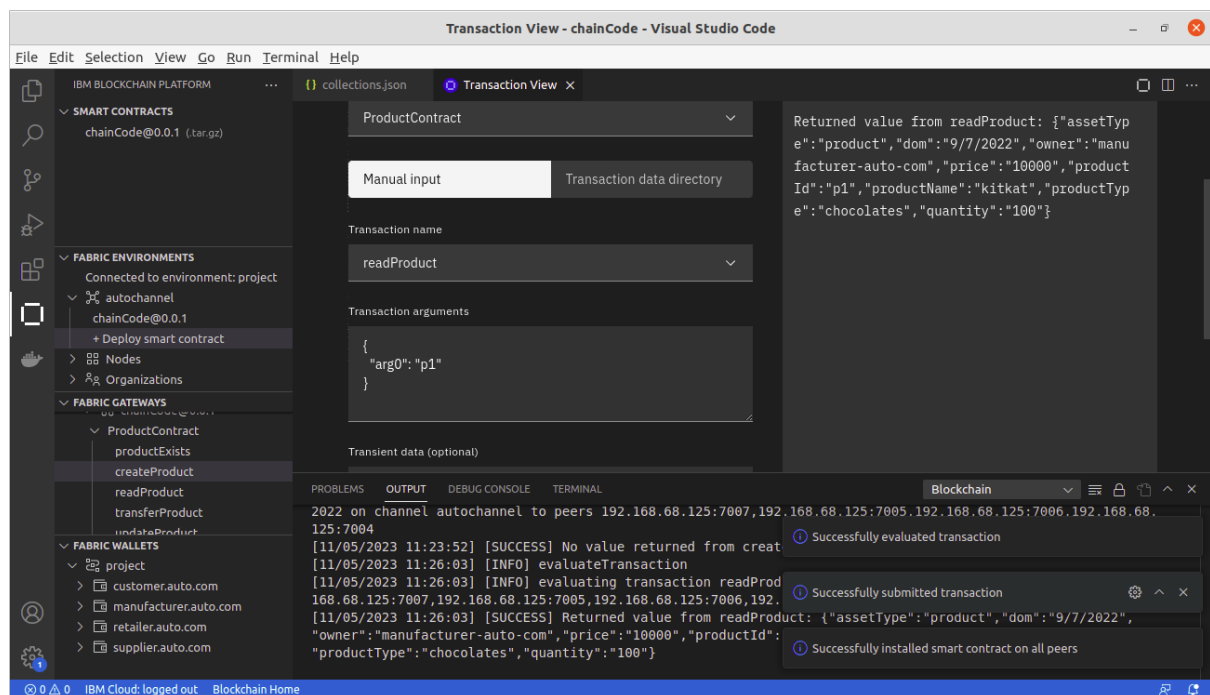 Transaction View - chainCode - Visual Studio Code
File Edit Selection View Go Run Terminal Help
IBM BLOCKCHAIN PLATFORM ...
{} collections.json
Transaction View
SMART CONTRACTS
chainCode@0.0.1 (.tar.gz)
FABRIC ENVIRONMENTS
Connected to environment: project
autochannel
chainCode@0.0.1
+ Deploy smart contract
Nodes
Organizations
FABRIC GATEWAYS
chainCode@0.0.1
ProductContract
productExists
createProduct
readProduct
transferProduct
updateProduct
FABRIC WALLETS
project
customer.auto.com
manufacturer.auto.com
retailer.auto.com
supplier.auto.com
ProductContract
Manual input Transaction data directory
Transaction name
readProduct
Transaction arguments
{
"arg0": "p1"
}
Transient data (optional)
Returned value from readProduct: {"assetTyp
e":"product","dom":"9/7/2022","owner":"manu
facturer-auto-com","price":"10000","product
Id":"p1","productName":"kitkat","productTyp
e":"chocolates","quantity":"100"}
PROBLEMS OUTPUT DEBUG CONSOLE TERMINAL
Blockchain
2022 on channel autochannel to peers 192.168.68.125:7007,192.168.68.125:7005,192.168.68.125:7006,192.168.68.
125:7004
[11/05/2023 11:23:52] [SUCCESS] No value returned from creat
[11/05/2023 11:26:03] [INFO] evaluateTransaction
[11/05/2023 11:26:03] [INFO] evaluating transaction readProd
168.68.125:7007,192.168.68.125:7005,192.168.68.125:7006,192.
[11/05/2023 11:26:03] [SUCCESS] Returned value from readProduct: {"assetType":"product","dom":"9/7/2022",
"owner":"manufacturer-auto-com","price":"10000","productId":
"productType":"chocolates","quantity":"100"}
Successfully evaluated transaction
Successfully submitted transaction
Successfully installed smart contract on all peers
1
0 0 IBM Cloud: logged out Blockchain Home